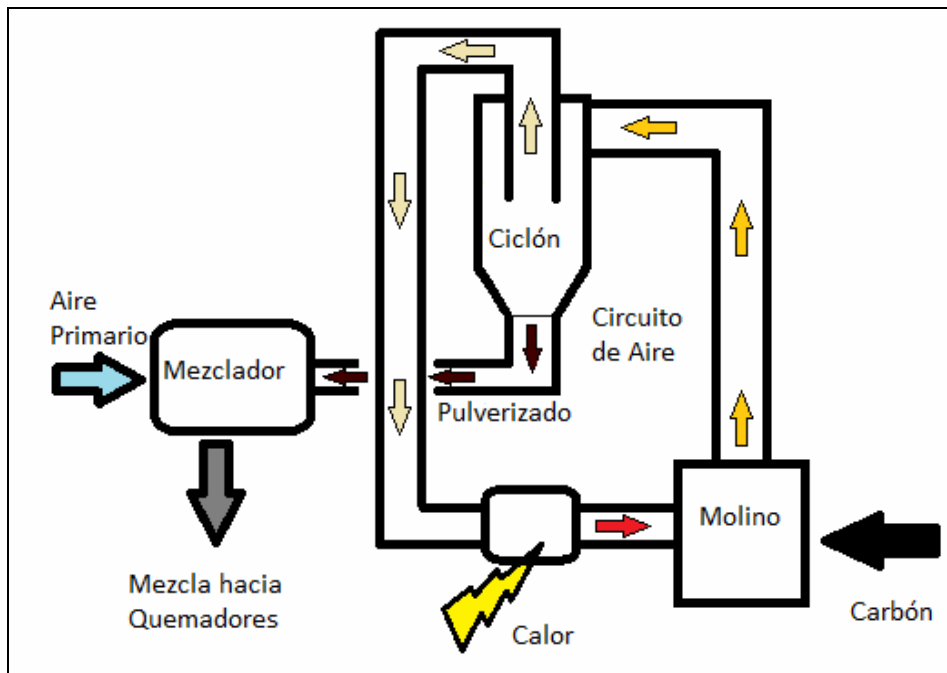 Ciclón
Aire
Primario
Mezclador
Circuito
de Aire
Pulverizado
Molino
Mezcla hacia
Quemadores
Calor
Carbón